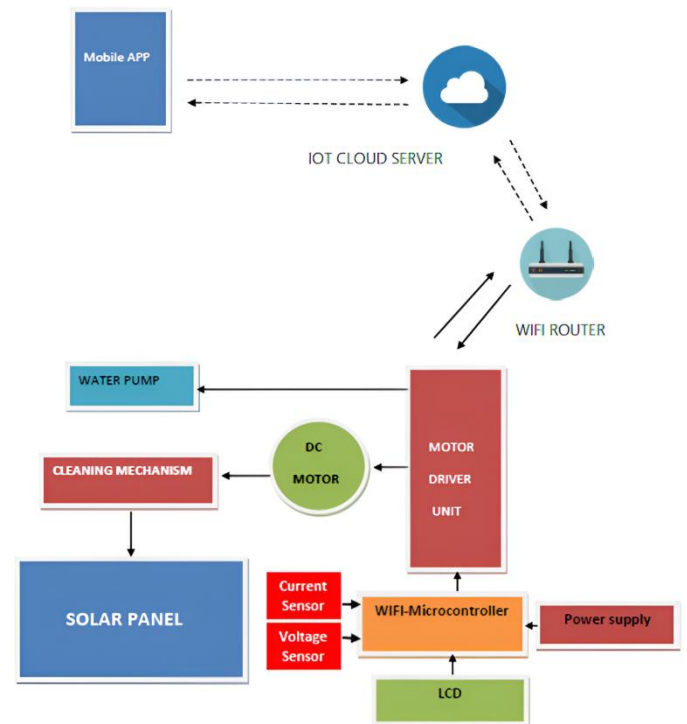 Mobile APP
IOT CLOUD SERVER
WIFI ROUTER
WATER PUMP
DC
MOTOR
MOTOR
DRIVER
UNIT
CLEANING MECHANISM
SOLAR PANEL
Current
Sensor
Voltage
Sensor
WIFI-Microcontroller
Power supply
LCD